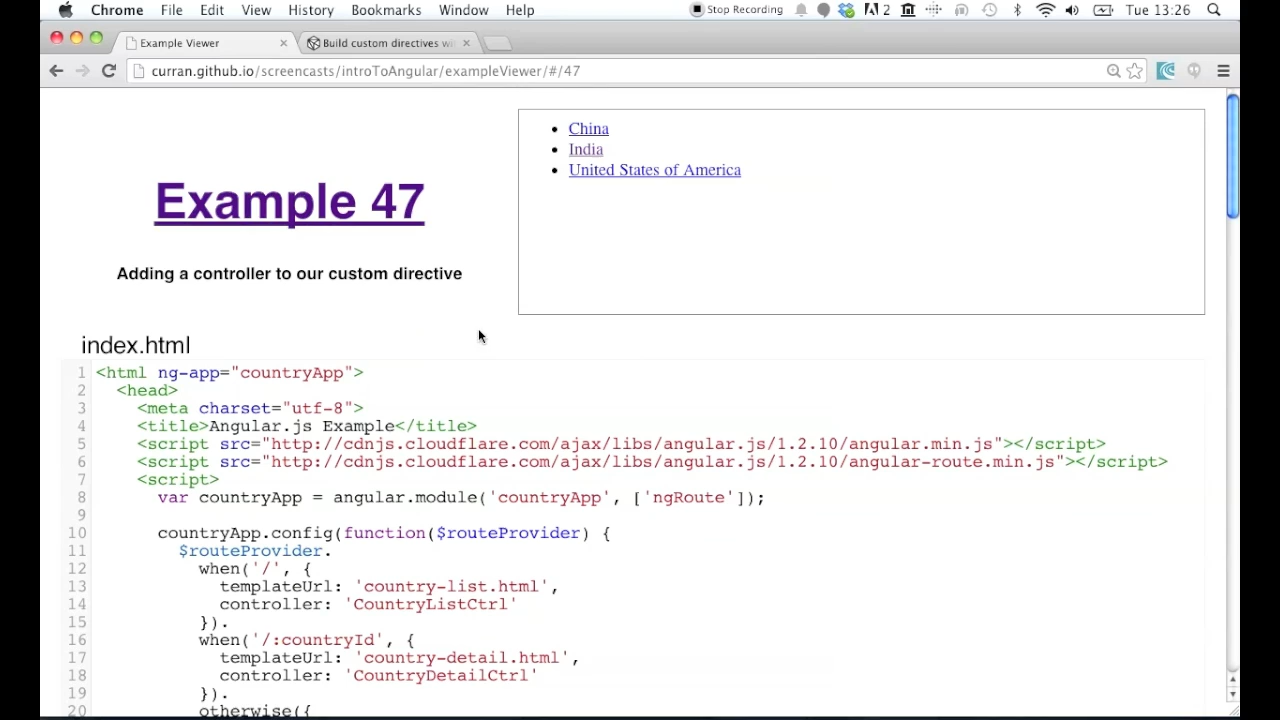 Chrome File Edit View History Bookmarks Window Help Stop Recording 2 Tue 13:26
Example Viewer Build custom directives wi
curran.github.io/screencasts/introToAngular/exampleViewer/#/47
China
India
United States of America
Example 47
Adding a controller to our custom directive
index.html
1 <html ng-app="countryApp">
2 <head>
3 <meta charset="utf-8">
4 <title>Angular.js Example</title>
5 <script src="http://cdnjs.cloudflare.com/ajax/libs/angular.js/1.2.10/angular.min.js"></script>
6 <script src="http://cdnjs.cloudflare.com/ajax/libs/angular.js/1.2.10/angular-route.min.js"></script>
7 <script>
8 var countryApp = angular.module('countryApp', ['ngRoute']);
9
10 countryApp.config(function($routeProvider) {
11 $routeProvider.
12 when('/', {
13 templateUrl: 'country-list.html',
14 controller: 'CountryListCtrl'
15 }).
16 when('/:countryId', {
17 templateUrl: 'country-detail.html',
18 controller: 'CountryDetailCtrl'
19 }).
20 otherwise({